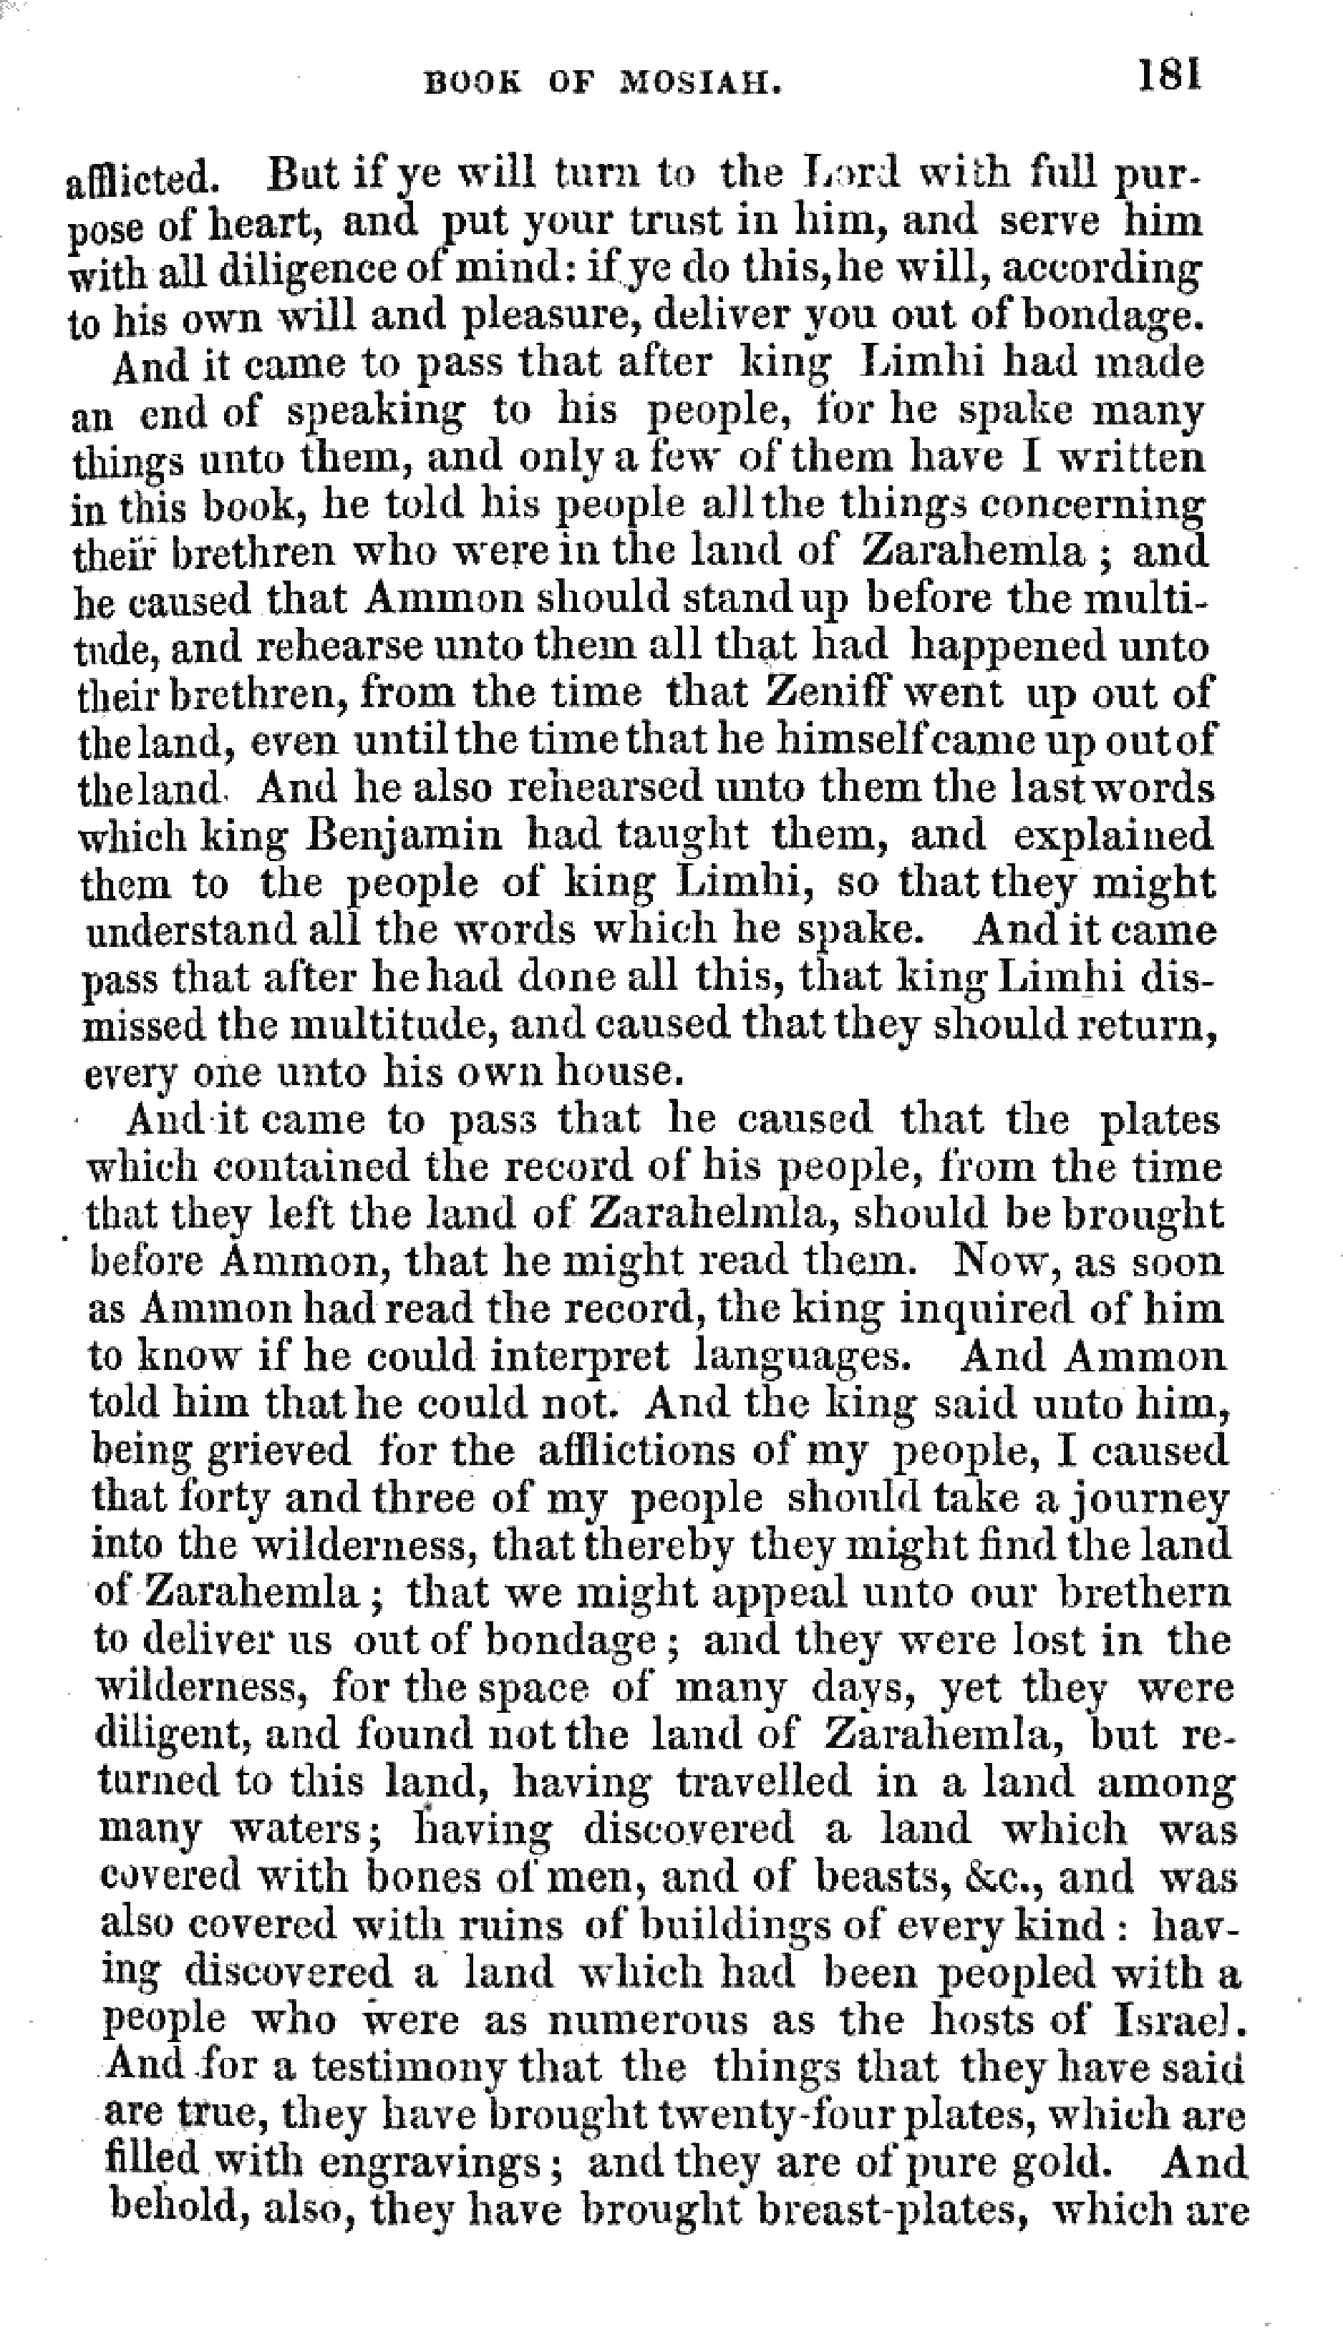 BOOK OF MOSIAH. 181
afflicted. But if ye will turn to the Lord with full pur-
pose of heart, and put your trust in him, and serve him
with all diligence of mind: if ye do this, he will, according
to his own will and pleasure, deliver you out of bondage.
And it came to pass that after king Limhi had made
an end of speaking to his people, for he spake many
things unto them, and only a few of them have I written
in this book, he told his people all the things concerning
their brethren who were in the land of Zarahemla; and
he caused that Ammon should stand up before the multi-
tude, and rehearse unto them all that had happened unto
their brethren, from the time that Zeniff went up out of
the land, even until the time that he himself came up out of
the land. And he also rehearsed unto them the last words
which king Benjamin had taught them, and explained
them to the people of king Limhi, so that they might
understand all the words which he spake. And it came
pass that after he had done all this, that king Limhi dis-
missed the multitude, and caused that they should return,
every one unto his own house.
And it came to pass that he caused that the plates
which contained the record of his people, from the time
that they left the land of Zarahelmla, should be brought
before Ammon, that he might read them. Now, as soon
as Ammon had read the record, the king inquired of him
to know if he could interpret languages. And Ammon
told him that he could not. And the king said unto him,
being grieved for the afflictions of my people, I caused
that forty and three of my people should take a journey
into the wilderness, that thereby they might find the land
of Zarahemla; that we might appeal unto our brethern
to deliver us out of bondage; and they were lost in the
wilderness, for the space of many days, yet they were
diligent, and found not the land of Zarahemla, but re-
turned to this land, having travelled in a land among
many waters; having discovered a land which was
covered with bones of men, and of beasts, &c., and was
also covered with ruins of buildings of every kind: hav-
ing discovered a land which had been peopled with a
people who were as numerous as the hosts of Israel.
And for a testimony that the things that they have said
are true, they have brought twenty-four plates, which are
filled with engravings; and they are of pure gold. And
behold, also, they have brought breast-plates, which are